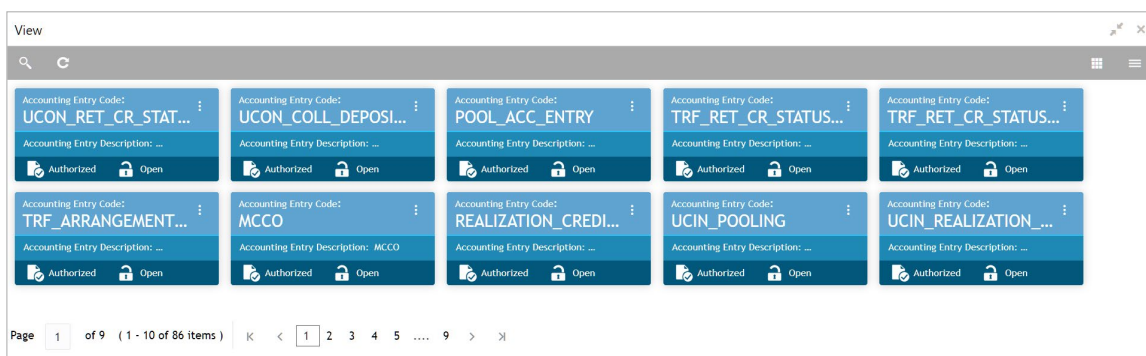 View
Accounting Entry Code:
UCON_RET_CR_STAT...
Accounting Entry Description: ...
Authorized Open
Accounting Entry Code:
UCON_COLL_DEPOSI...
Accounting Entry Description: ...
Authorized Open
Accounting Entry Code:
POOL_ACC_ENTRY
Accounting Entry Description: ...
Authorized Open
Accounting Entry Code:
TRF_RET_CR_STATUS...
Accounting Entry Description: ...
Authorized Open
Accounting Entry Code:
TRF_RET_CR_STATUS...
Accounting Entry Description: ...
Authorized Open
Accounting Entry Code:
TRF_ARRANGEMENT...
Accounting Entry Description: ...
Authorized Open
Accounting Entry Code:
MCCO
Accounting Entry Description: MCCO
Authorized Open
Accounting Entry Code:
REALIZATION_CREDI...
Accounting Entry Description: ...
Authorized Open
Accounting Entry Code:
UCIN_POOLING
Accounting Entry Description: ...
Authorized Open
Accounting Entry Code:
UCIN_REALIZATION_...
Accounting Entry Description: ...
Authorized Open
Page 1 of 9 ( 1 - 10 of 86 items ) 1 2 3 4 5 .... 9